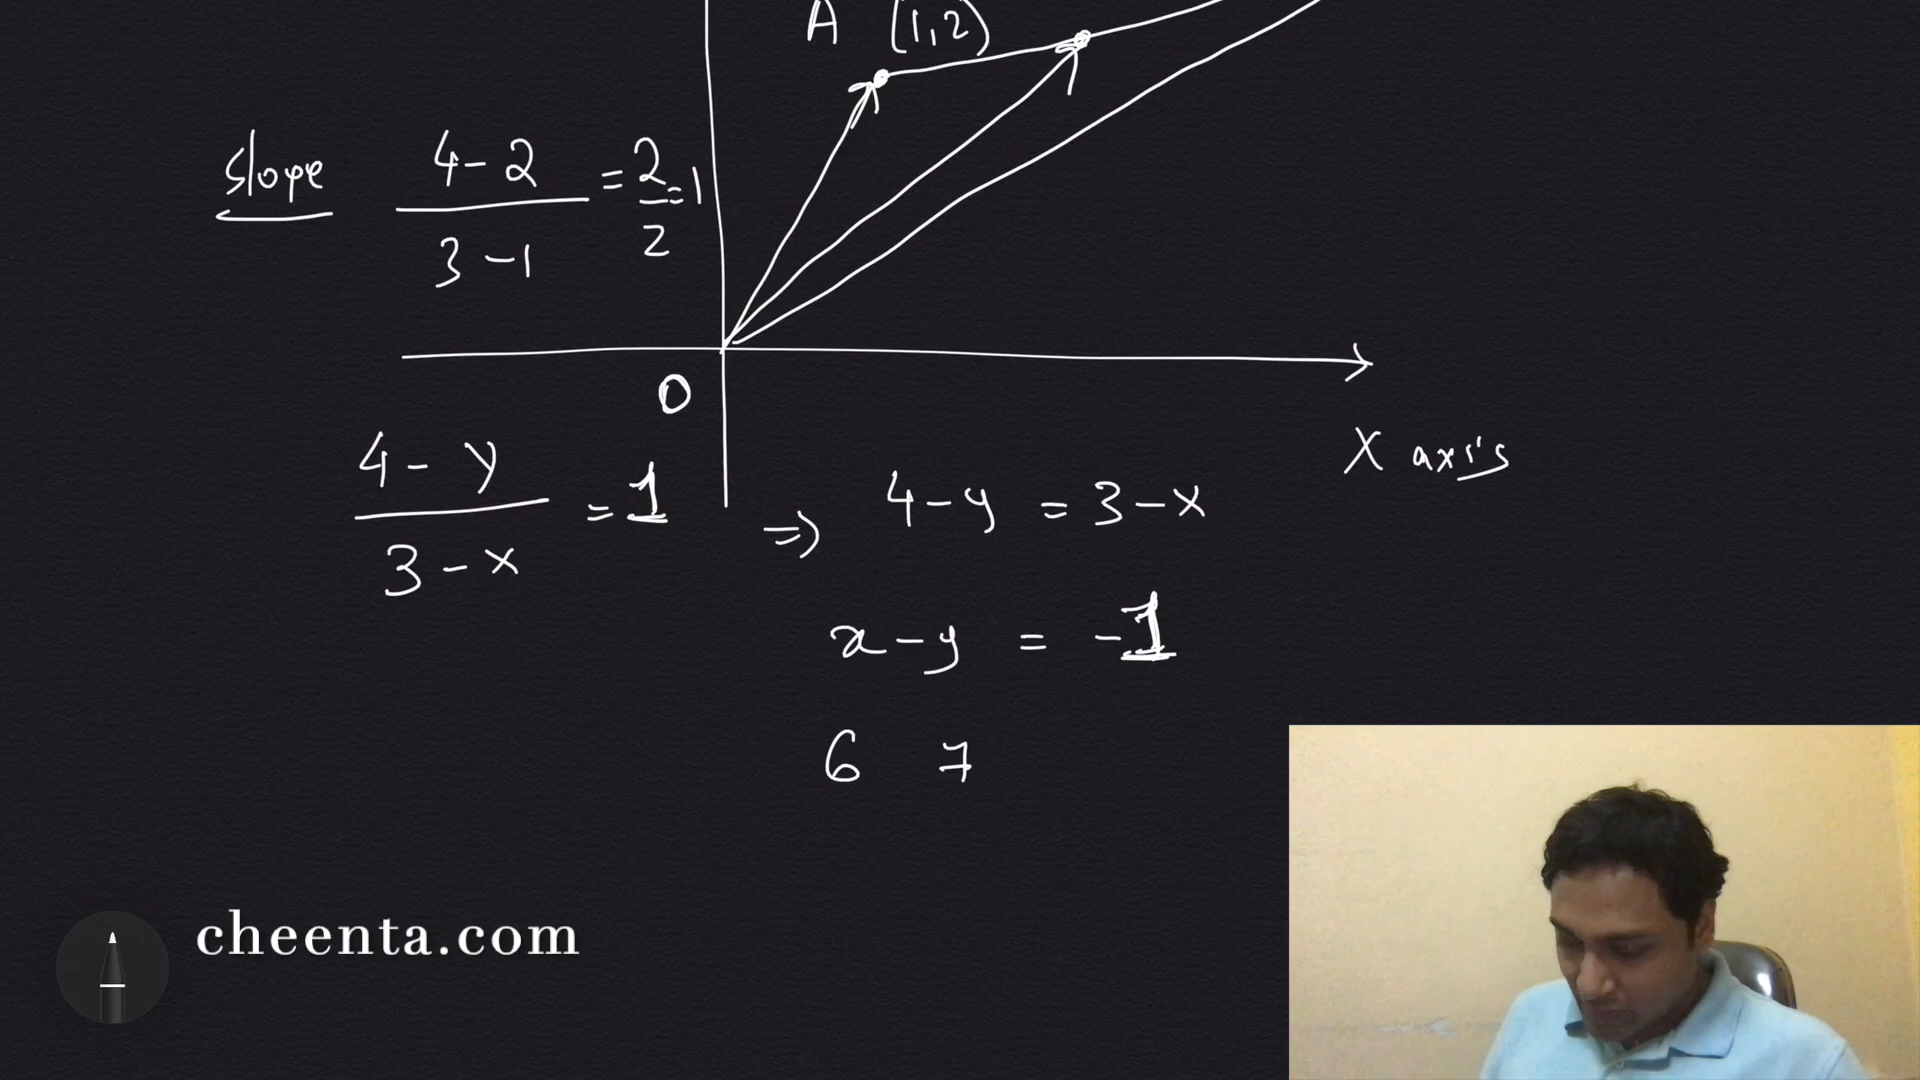 A (1,2)
slope 4-2 / 3-1 = 2/2 = 1
O
X axis
4-y / 3-x = 1 => 4-y = 3-x
x-y = -1
6 7
cheenta.com